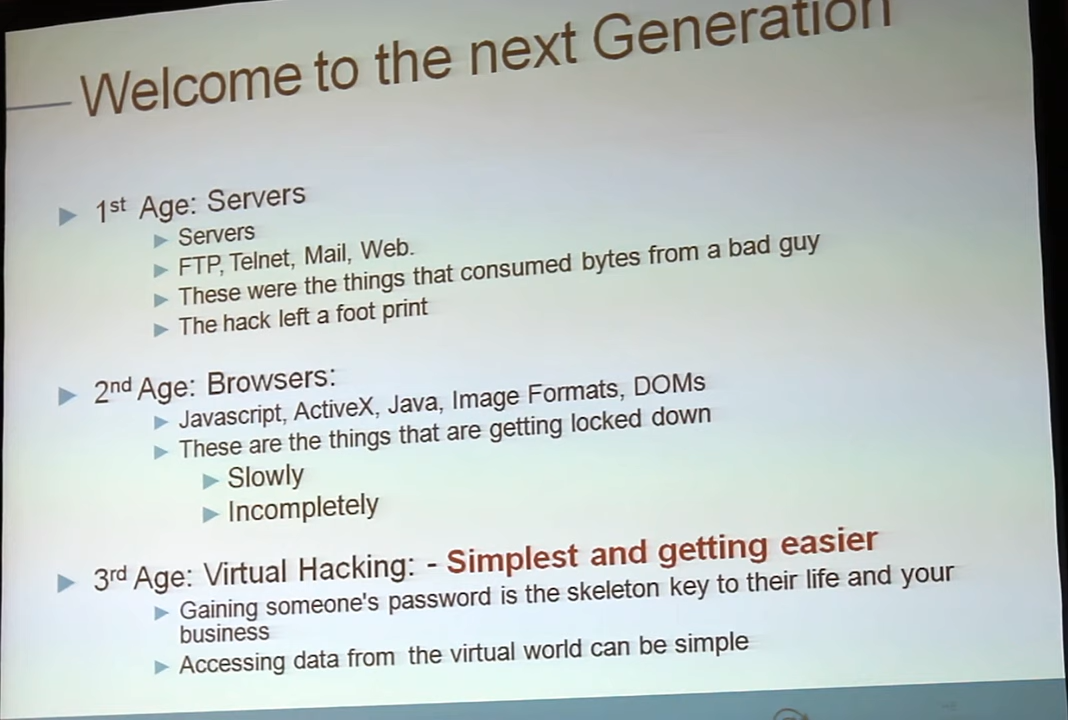 Welcome to the next Generation
1st Age: Servers
Servers
FTP, Telnet, Mail, Web.
These were the things that consumed bytes from a bad guy
The hack left a foot print
2nd Age: Browsers:
Javascript, ActiveX, Java, Image Formats, DOMs
These are the things that are getting locked down
Slowly
Incompletely
3rd Age: Virtual Hacking: - Simplest and getting easier
Gaining someone's password is the skeleton key to their life and your
business
Accessing data from the virtual world can be simple